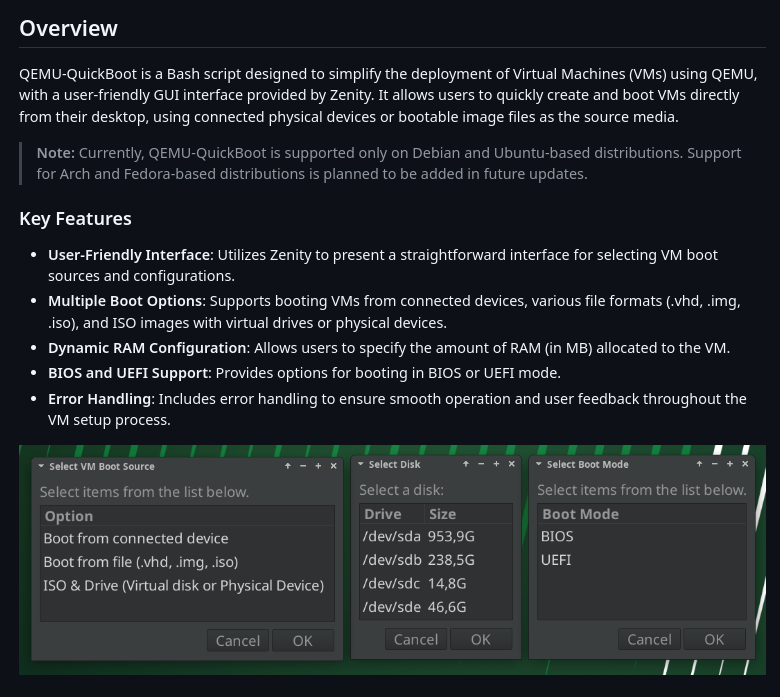 Overview
QEMU-QuickBoot is a Bash script designed to simplify the deployment of Virtual Machines (VMs) using QEMU,
with a user-friendly GUI interface provided by Zenity. It allows users to quickly create and boot VMs directly
from their desktop, using connected physical devices or bootable image files as the source media.
Note: Currently, QEMU-QuickBoot is supported only on Debian and Ubuntu-based distributions. Support
for Arch and Fedora-based distributions is planned to be added in future updates.
Key Features
• User-Friendly Interface: Utilizes Zenity to present a straightforward interface for selecting VM boot
sources and configurations.
• Multiple Boot Options: Supports booting VMs from connected devices, various file formats (.vhd, .img,
.iso), and ISO images with virtual drives or physical devices.
• Dynamic RAM Configuration: Allows users to specify the amount of RAM (in MB) allocated to the VM.
• BIOS and UEFI Support: Provides options for booting in BIOS or UEFI mode.
• Error Handling: Includes error handling to ensure smooth operation and user feedback throughout the
VM setup process.
Select VM Boot Source
Select items from the list below.
Option
Boot from connected device
Boot from file (.vhd, .img, .iso)
ISO & Drive (Virtual disk or Physical Device)
Cancel OK
Select Disk
Select a disk:
Drive Size
/dev/sda 953,9G
/dev/sdb 238,5G
/dev/sdc 14,8G
/dev/sde 46,6G
Cancel OK
Select Boot Mode
Select items from the list below.
Boot Mode
BIOS
UEFI
Cancel OK